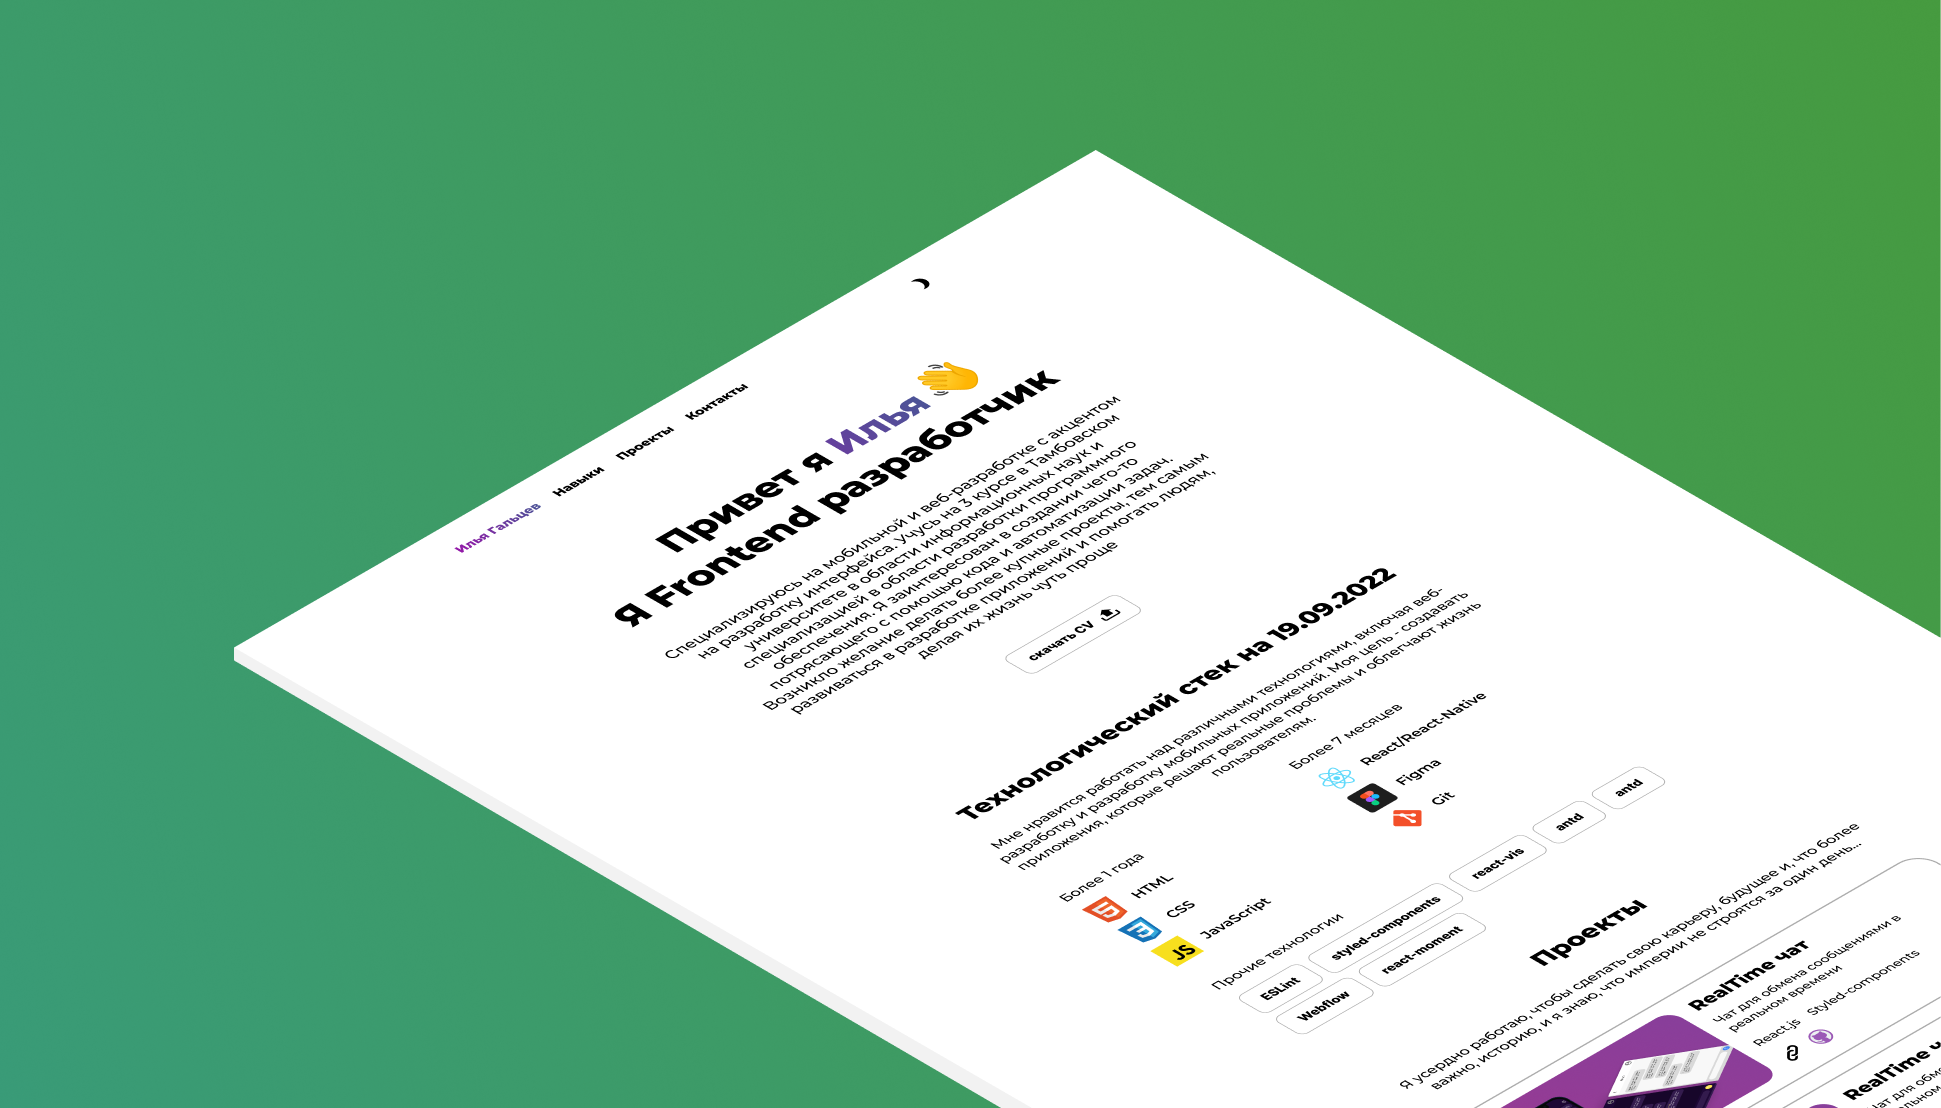 Илья Гальцев
Навыки
Проекты
Контакты
Привет я Илья
Я Frontend разработчик
Специализируюсь на мобильной и веб-разработке с акцентом
на разработку интерфейса. Учусь на 3 курсе в Тамбовском
университете в области информационных наук и
специализацией в области разработки программного
обеспечения. Я заинтересован в создании чего-то
потрясающего с помощью кода и автоматизации задач.
Возникло желание делать более купные проекты, тем самым
развиваться в разработке приложений и помогать людям,
делая их жизнь чуть проще
скачать CV
Технологический стек на 19.09.2022
Мне нравится работать над различными технологиями, включая веб-
разработку и разработку мобильных приложений. Моя цель - создавать
приложения, которые решают реальные проблемы и облегчают жизнь
пользователям.
Более 1 года
HTML
CSS
JS
JavaScript
Более 7 месяцев
React/React-Native
Figma
Git
Прочие технологии
ESLint
styled-components
react-vis
antd
antd
Webflow
react-moment
Проекты
Я усердно работаю, чтобы сделать свою карьеру, будущее и, что более
важно, историю, и я знаю, что империи не строятся за один день...
RealTime чат
Чат для обмена сообщениями в
реальном времени
React.js
Styled-components
RealTime ч